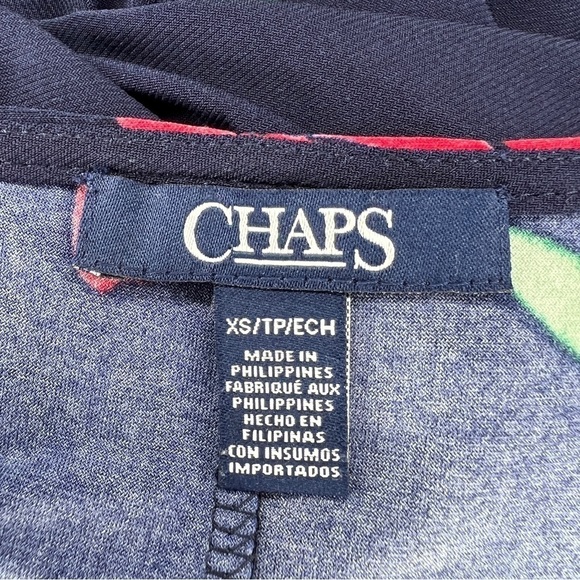 CHAPS
XS/TP/ECH
MADE IN
PHILIPPINES
FABRIQUÉ AUX
PHILIPPINES
HECHO EN
FILIPINAS
CON INSUMOS
IMPORTADOS